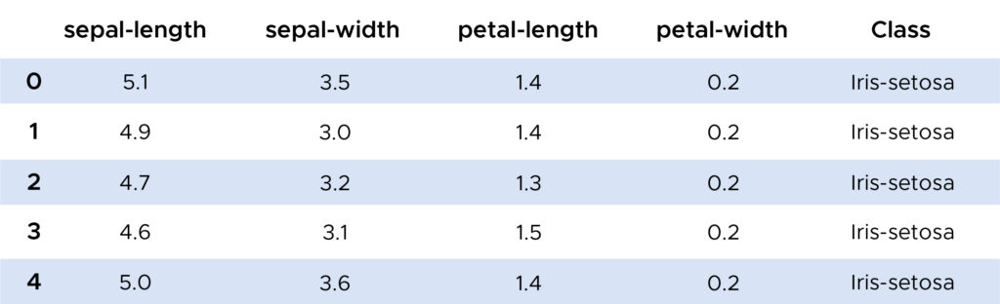 sepal-length sepal-width petal-length petal-width Class
0 5.1 3.5 1.4 0.2 Iris-setosa
1 4.9 3.0 1.4 0.2 Iris-setosa
2 4.7 3.2 1.3 0.2 Iris-setosa
3 4.6 3.1 1.5 0.2 Iris-setosa
4 5.0 3.6 1.4 0.2 Iris-setosa